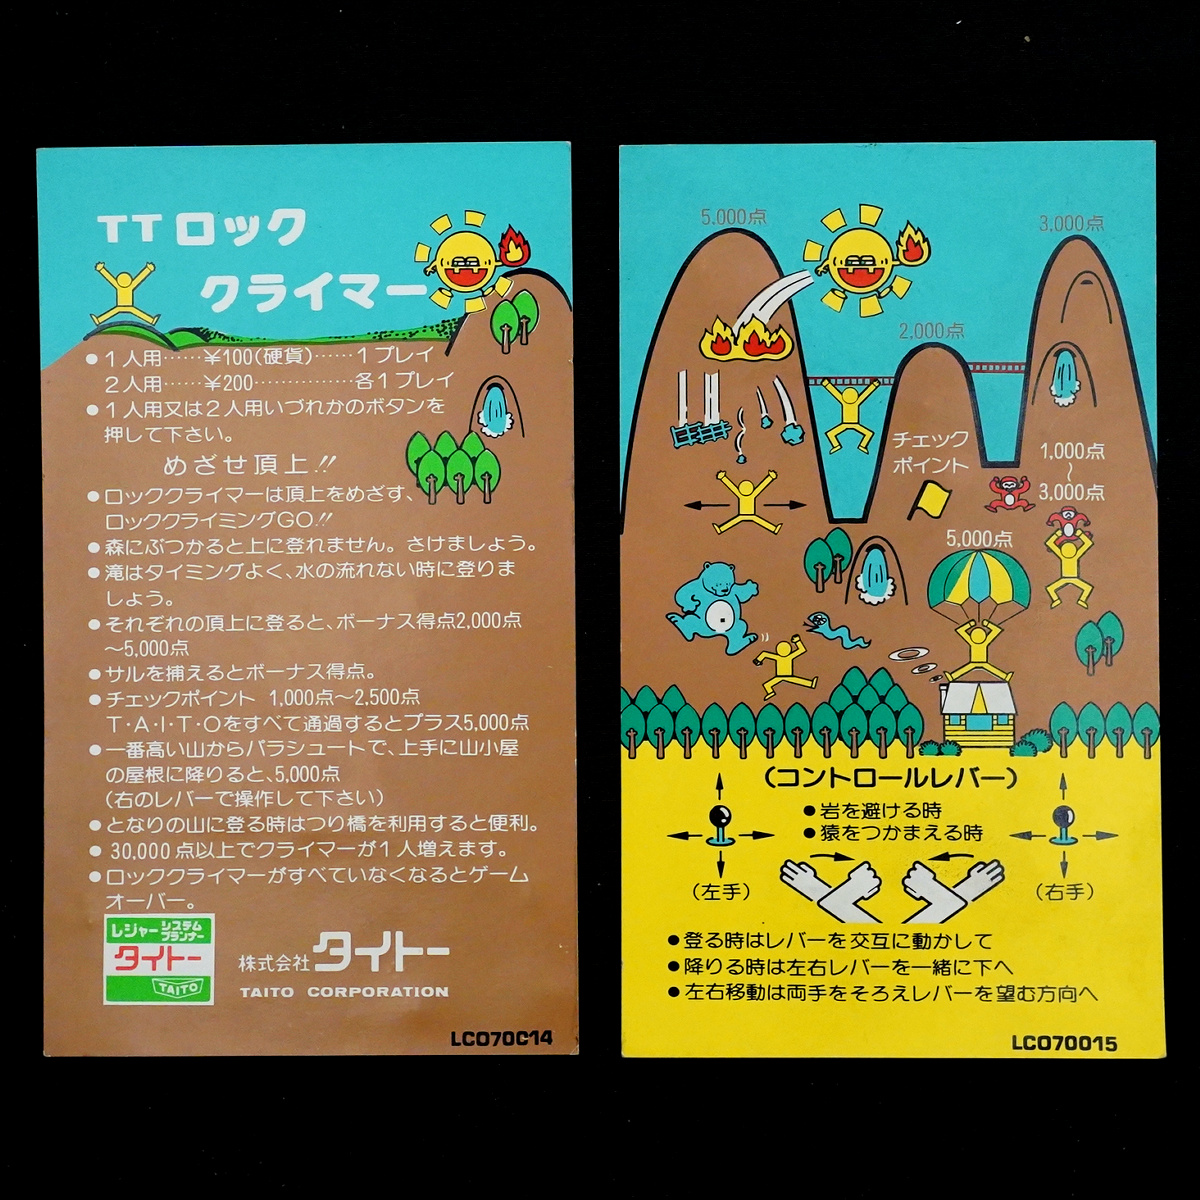 TTロック
クライマー
●1人用……¥100(硬貨)……1プレイ
2人用……¥200……………各1プレイ
●1人用又は2人用いづれかのボタンを
押して下さい。
めざせ頂上!!
●ロッククライマーは頂上をめざす、
ロッククライミングGO!!
●森にぶつかると上に登れません。さけましょう。
●滝はタイミングよく、水の流れない時に登りま
しょう。
●それぞれの頂上に登ると、ボーナス得点2,000点
〜5,000点
●サルを捕えるとボーナス得点。
●チェックポイント 1,000点〜2,500点
T・A・I・T・Oをすべて通過するとプラス5,000点
●一番高い山からパラシュートで、上手に山小屋
の屋根に降りると、5,000点
(右のレバーで操作して下さい)
●となりの山に登る時はつり橋を利用すると便利。
●30,000点以上でクライマーが1人増えます。
●ロッククライマーがすべていなくなるとゲーム
オーバー。
レジャーシステムプランナー
タイトー
TAITO
株式会社タイトー
TAITO CORPORATION
LCO70014
5,000点
3,000点
2,000点
チェック
ポイント
1,000点
〜
3,000点
5,000点
(コントロールレバー)
●岩を避ける時
●猿をつかまえる時
(左手)
(右手)
●登る時はレバーを交互に動かして
●降りる時は左右レバーを一緒に下へ
●左右移動は両手をそろえレバーを望む方向へ
LCO70015